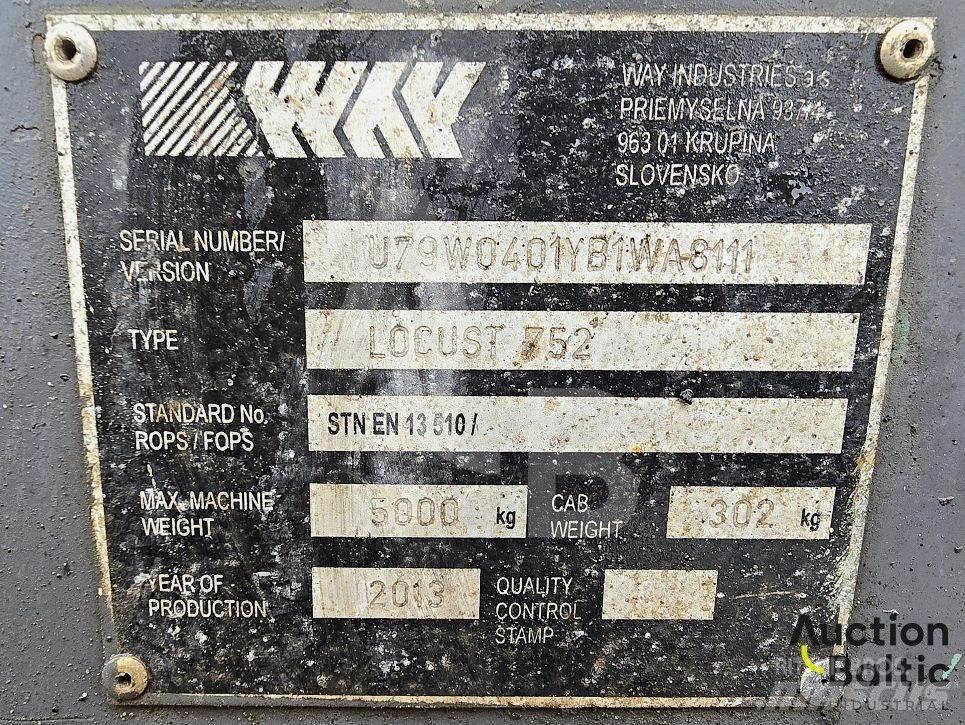 WAY INDUSTRIES a s
PRIEMYSELNÁ 937/4
963 01 KRUPINA
SLOVENSKO
SERIAL NUMBER/
VERSION
U79W0401YB1WA8111
TYPE
LOCUST 752
STANDARD No.
ROPS / FOPS
STN EN 13 510 /
MAX. MACHINE
WEIGHT
5000 kg
CAB
WEIGHT
302 kg
YEAR OF
PRODUCTION
2013
QUALITY
CONTROL
STAMP
Auction
Baltic